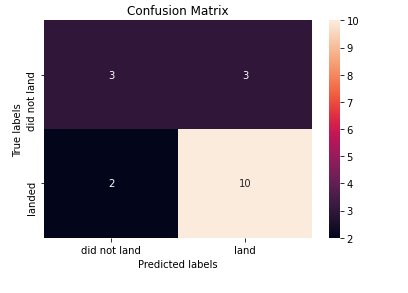 Confusion Matrix
True labels
did not land
landed
3
3
2
10
did not land
land
Predicted labels
10
9
8
7
6
5
4
3
2